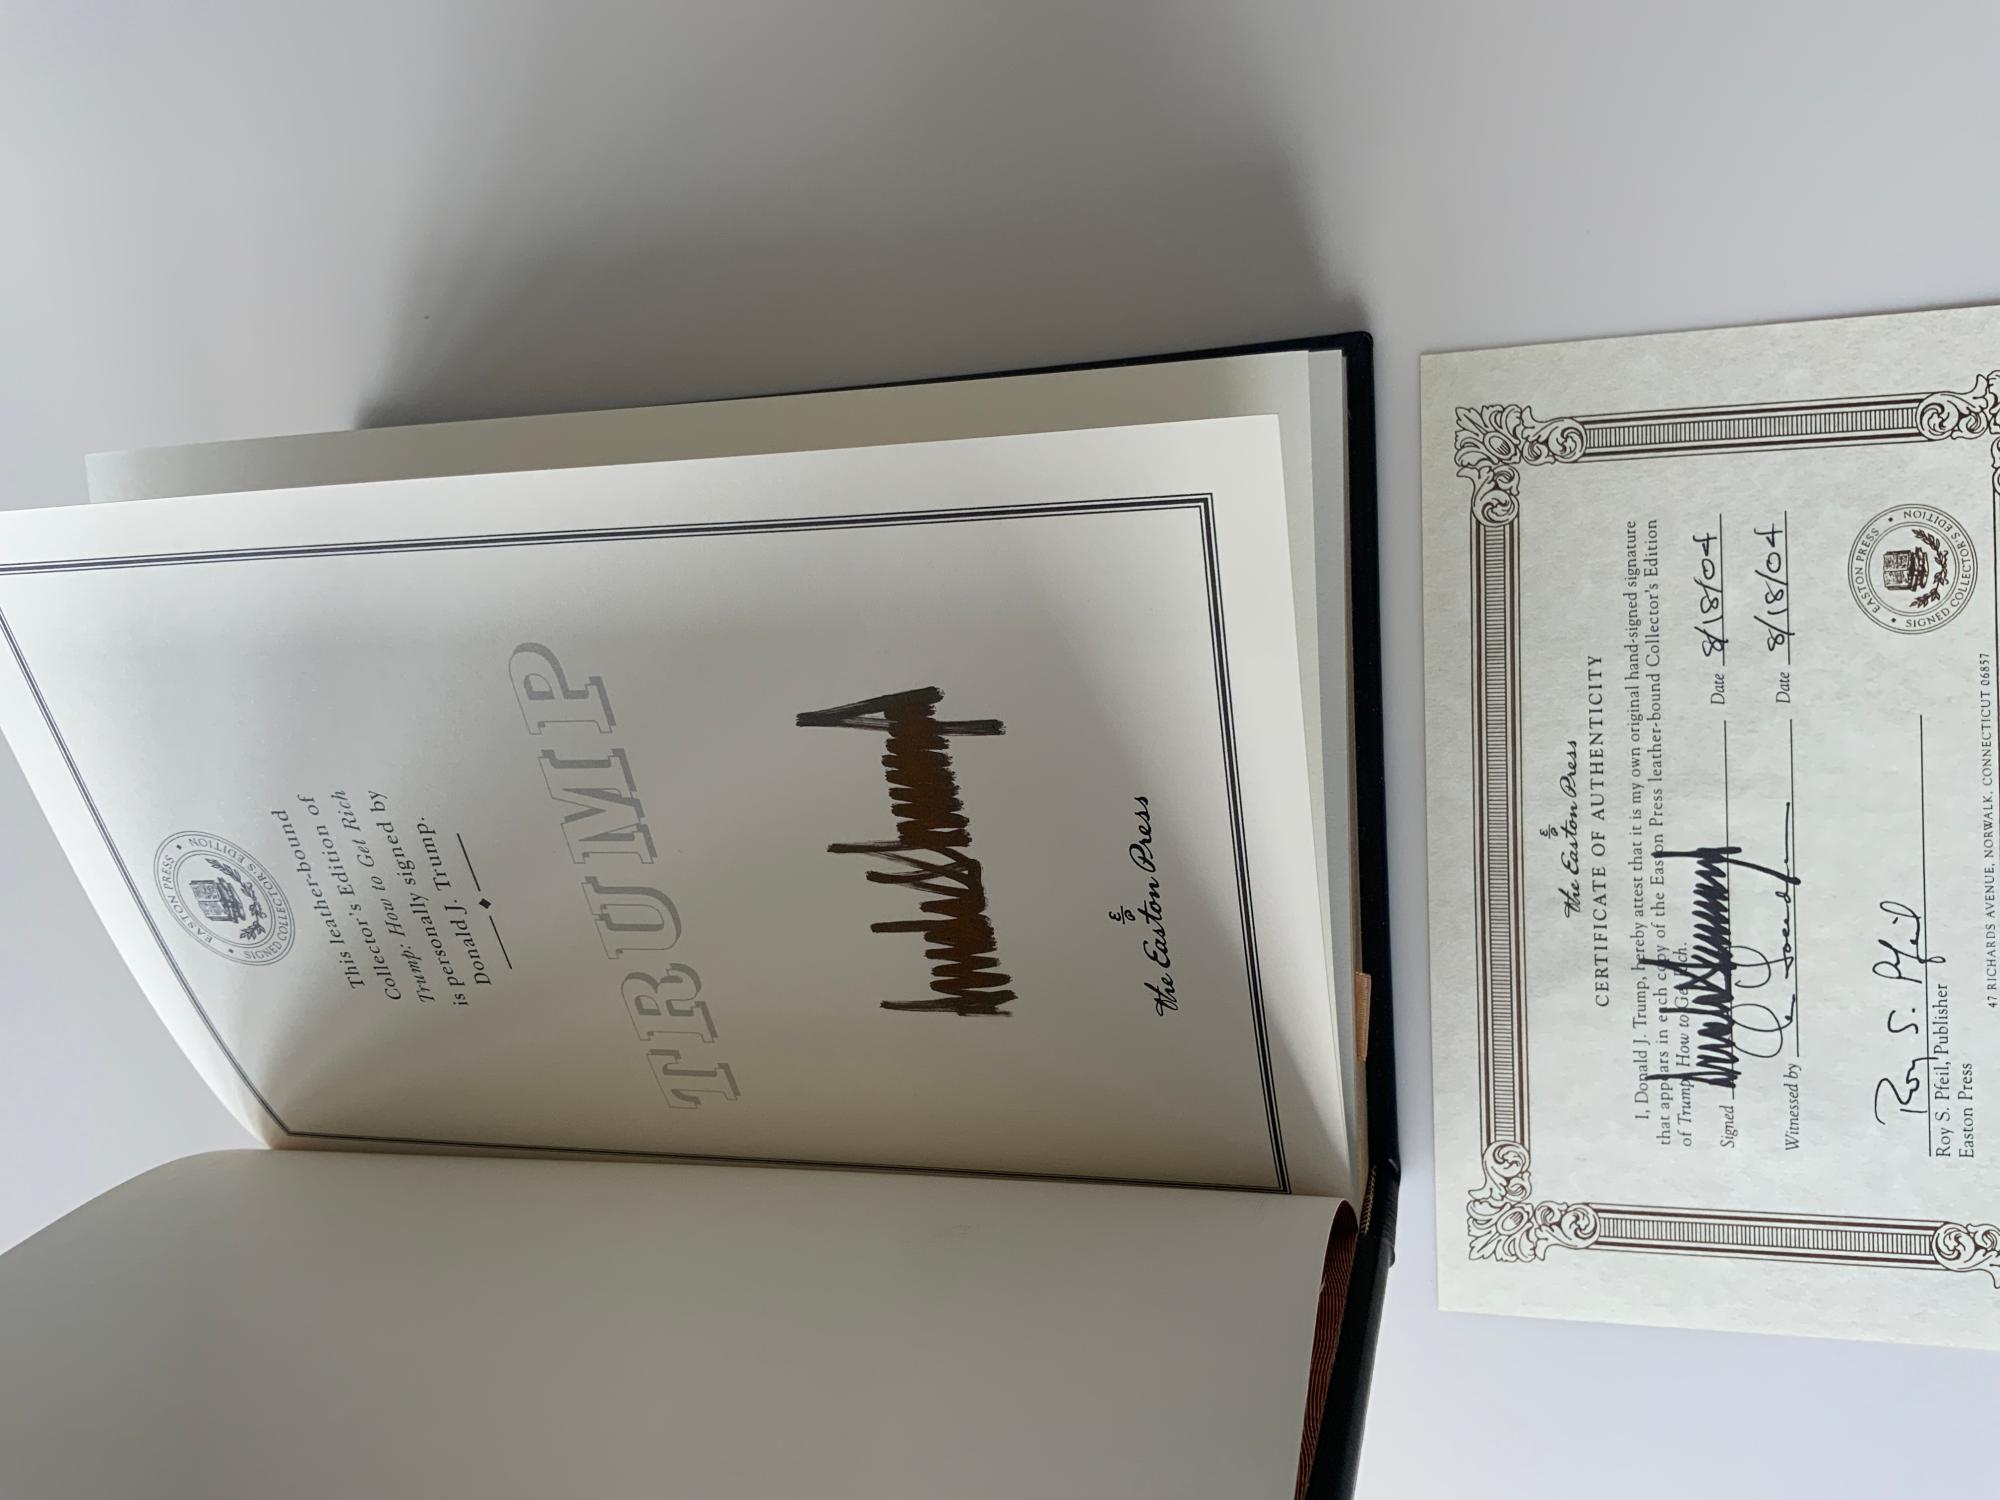 EASTON PRESS
SIGNED COLLECTOR'S EDITION
This leather-bound
Collector's Edition of
Trump: How to Get Rich
is personally signed by
Donald J. Trump.
TRUMP
the Easton Press
the Easton Press
CERTIFICATE OF AUTHENTICITY
I, Donald J. Trump, hereby attest that it is my own original hand-signed signature
that appears in each copy of the Easton Press leather-bound Collector's Edition
of Trump: How to Get Rich.
Signed Date 8/18/04
Witnessed by Date 8/18/04
Roy S. Pfeil
Roy S. Pfeil, Publisher
Easton Press
EASTON PRESS
SIGNED COLLECTOR'S EDITION
47 RICHARDS AVENUE, NORWALK, CONNECTICUT 06857